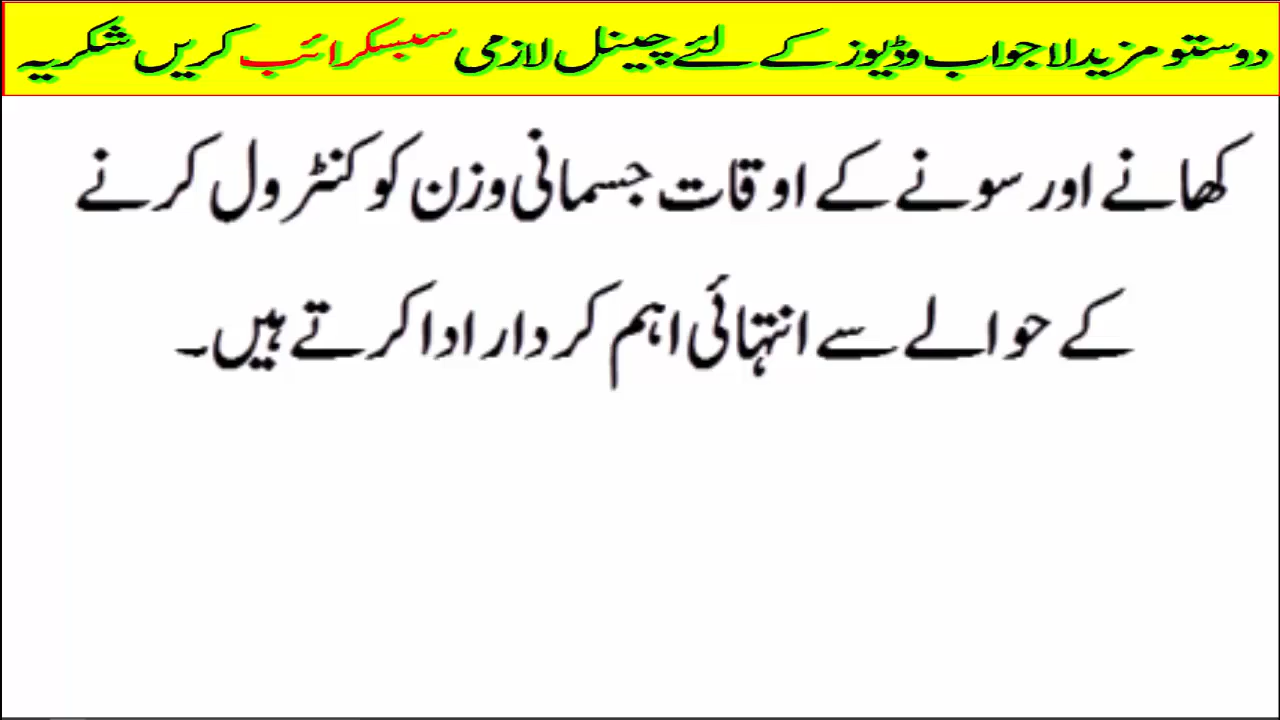 دوستو مزید لاجواب وڈیوز کے لئے چینل لازمی سبسکرائب کریں شکریہ
کھانے اور سونے کے اوقات جسمانی وزن کو کنٹرول کرنے
کے حوالے سے انتہائی اہم کردار ادا کرتے ہیں۔